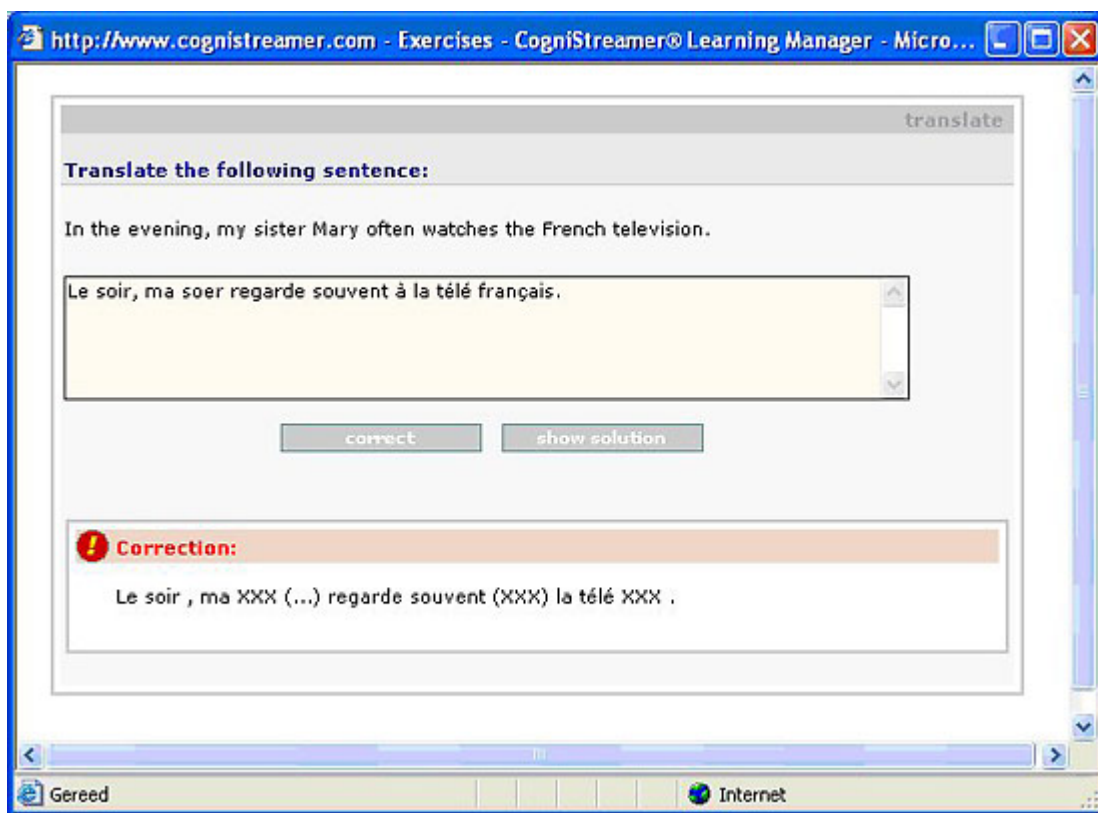 http://www.cognistreamer.com - Exercises - CogniStreamer® Learning Manager - Micro...
translate
Translate the following sentence:
In the evening, my sister Mary often watches the French television.
Le soir, ma soer regarde souvent à la télé français.
correct show solution
! Correction:
Le soir , ma XXX (...) regarde souvent (XXX) la télé XXX .
Gereed Internet